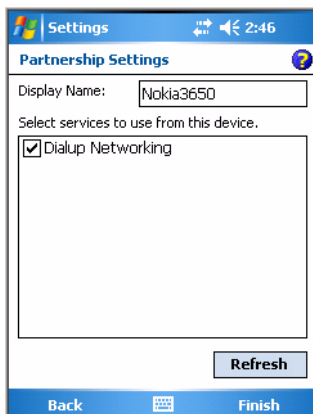 Settings 2:46
Partnership Settings ?
Display Name: Nokia3650
Select services to use from this device.
Dialup Networking
Refresh
Back Finish